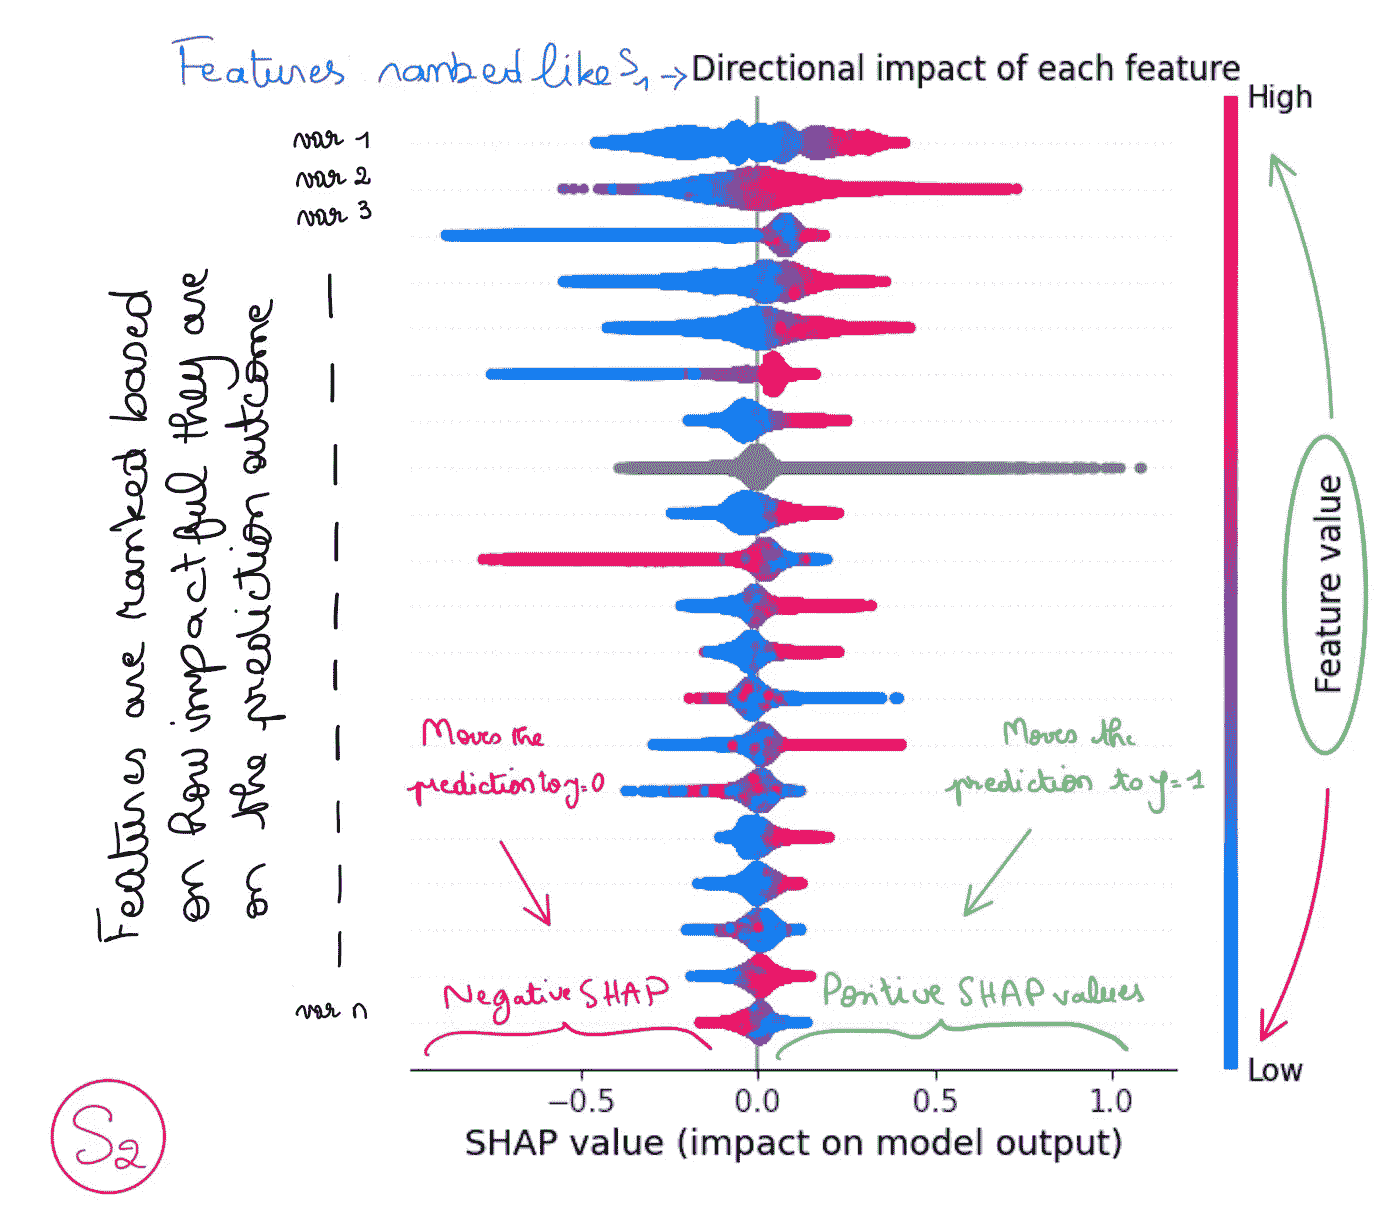 Features rambed like S1 → Directional impact of each feature
High
var 1
var 2
var 3
Features are ranked based
on how impactful they are
on the prediction outcome
Feature value
Moves the
prediction to y=0
Moves the
prediction to y=1
Negative SHAP
Positive SHAP values
var n
Low
−0.5 0.0 0.5 1.0
SHAP value (impact on model output)
S2